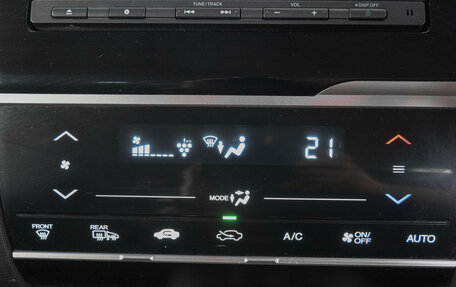 TUNE/TRACK VOL ☀DISP.OFF
- +
21
MODE
FRONT REAR A/C ON/OFF AUTO